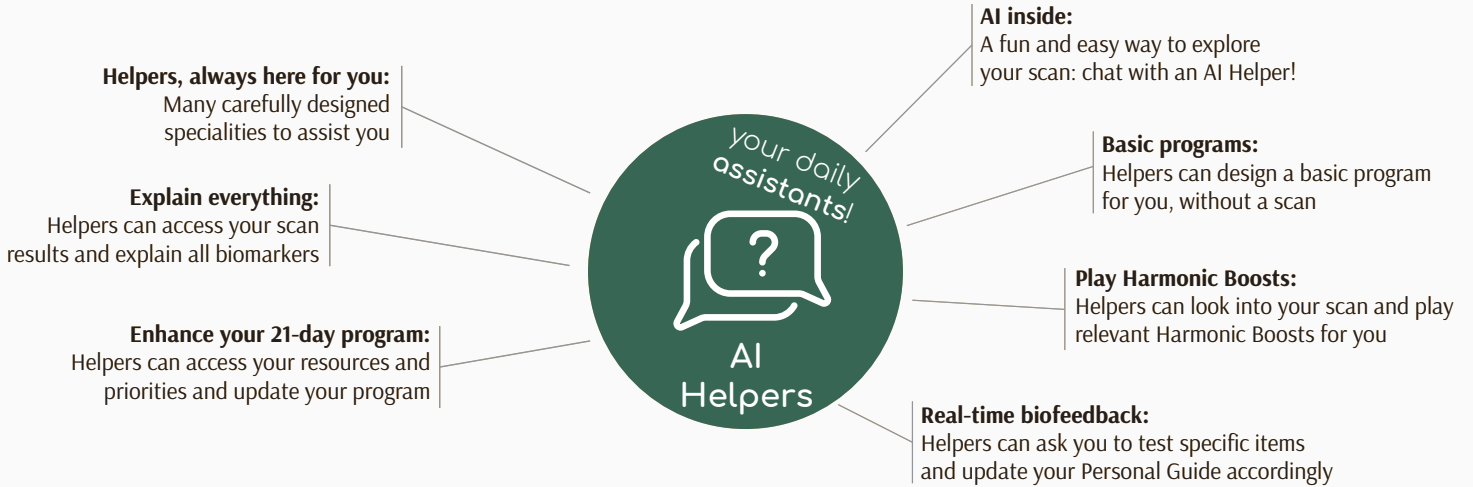 AI inside:
A fun and easy way to explore
your scan: chat with an AI Helper!
Helpers, always here for you:
Many carefully designed
specialities to assist you
Basic programs:
Helpers can design a basic program
for you, without a scan
Explain everything:
Helpers can access your scan
results and explain all biomarkers
your daily
assistants!
?
AI
Helpers
Play Harmonic Boosts:
Helpers can look into your scan and play
relevant Harmonic Boosts for you
Enhance your 21-day program:
Helpers can access your resources and
priorities and update your program
Real-time biofeedback:
Helpers can ask you to test specific items
and update your Personal Guide accordingly